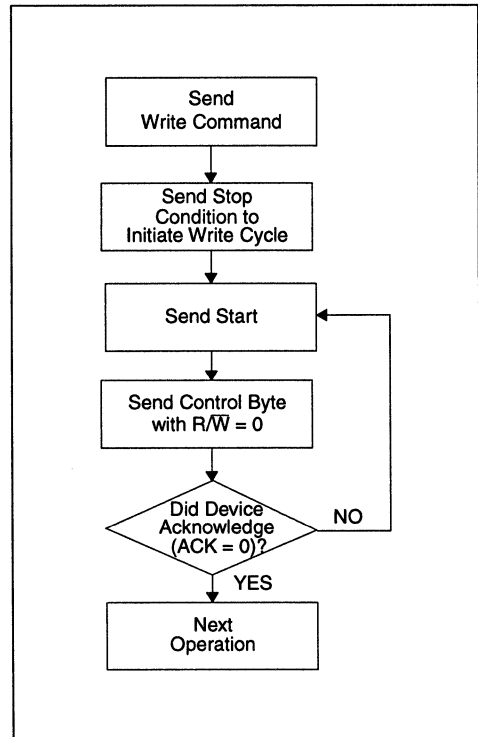 Send
Write Command
Send Stop
Condition to
Initiate Write Cycle
Send Start
Send Control Byte
with R/W̅ = 0
Did Device
Acknowledge
(ACK = 0)?
NO
YES
Next
Operation